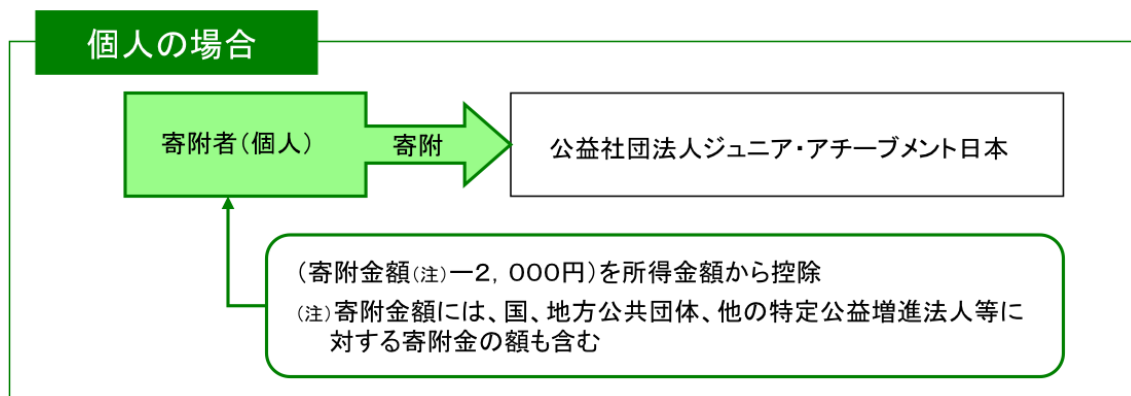 個人の場合
寄附者（個人）
寄附
公益社団法人ジュニア・アチーブメント日本
（寄附金額（注）－２，０００円）を所得金額から控除
（注）寄附金額には、国、地方公共団体、他の特定公益増進法人等に
対する寄附金の額も含む